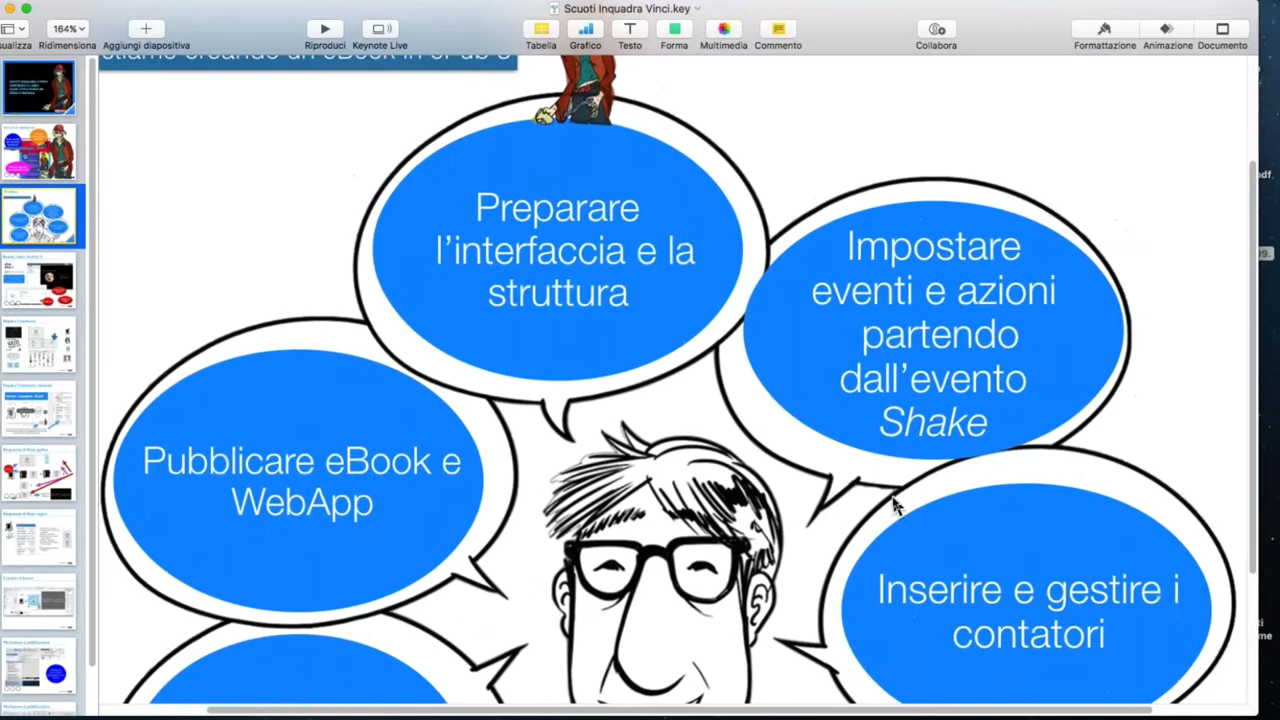 Scuoti Inquadra Vinci.key
164%
Ridimensiona
Aggiungi diapositiva
Riproduci
Keynote Live
Tabella
Grafico
Testo
Forma
Multimedia
Commento
Collabora
Formattazione
Animazione
Documento
Preparare
l’interfaccia e la
struttura
Impostare
eventi e azioni
partendo
dall’evento
Shake
Pubblicare eBook e
WebApp
Inserire e gestire i
contatori